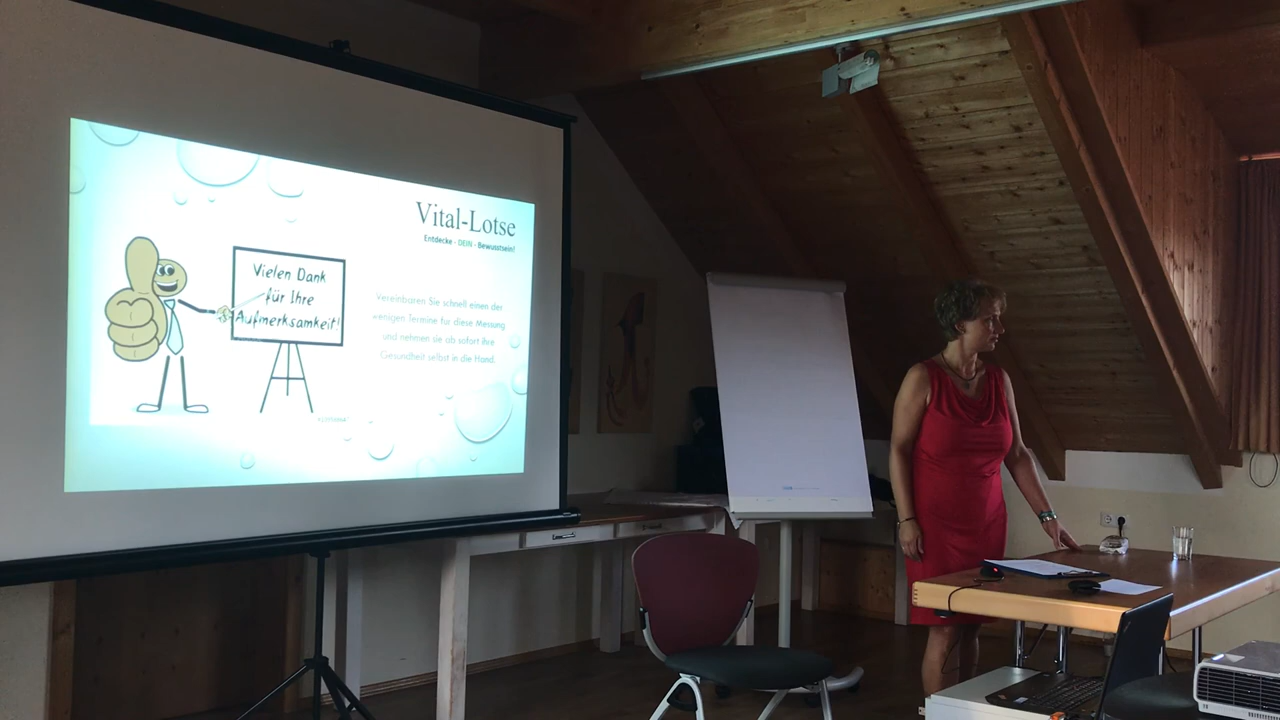 Vital-Lotse
Entdecke - DEIN - Bewusstsein!
Vielen Dank
für Ihre
Aufmerksamkeit!
Vereinbaren Sie schnell einen der
wenigen Termine für diese Messung
und nehmen sie ab sofort ihre
Gesundheit selbst in die Hand.